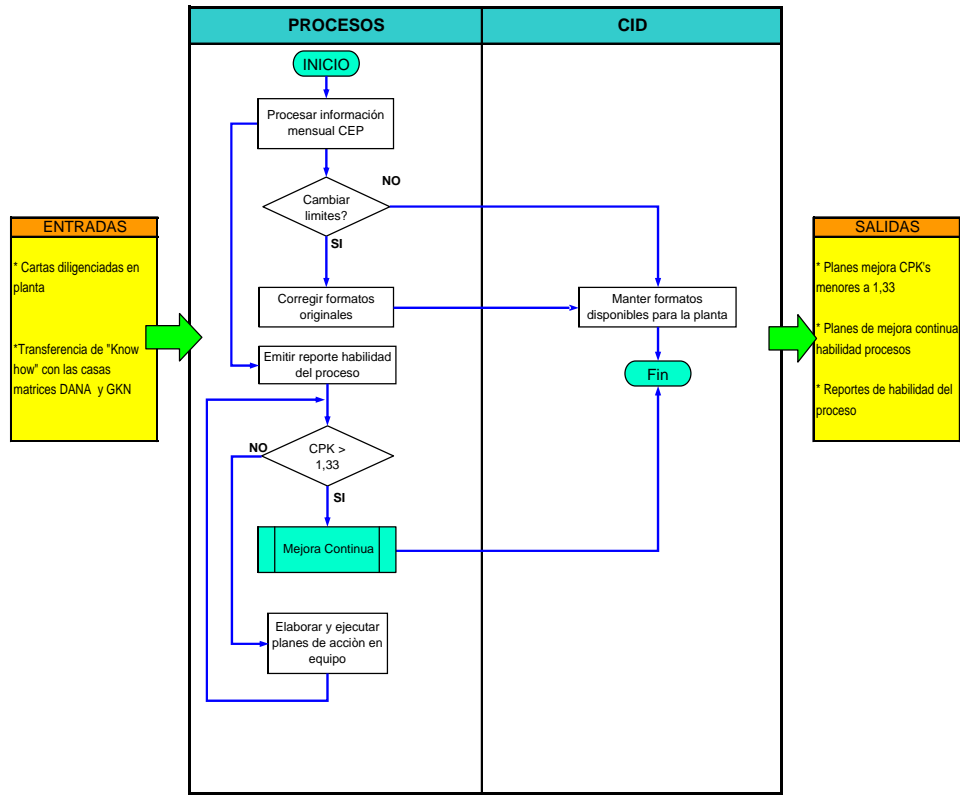 PROCESOS
CID
INICIO
Procesar información
mensual CEP
NO
Cambiar
limites?
SI
Corregir formatos
originales
Manter formatos
disponibles para la planta
Emitir reporte habilidad
del proceso
Fin
NO
CPK >
1,33
SI
Mejora Continua
Elaborar y ejecutar
planes de acciòn en
equipo
ENTRADAS
* Cartas diligenciadas en
planta
*Transferencia de "Know
how" con las casas
matrices DANA y GKN
SALIDAS
* Planes mejora CPK's
menores a 1,33
* Planes de mejora continua
habilidad procesos
* Reportes de habilidad del
proceso